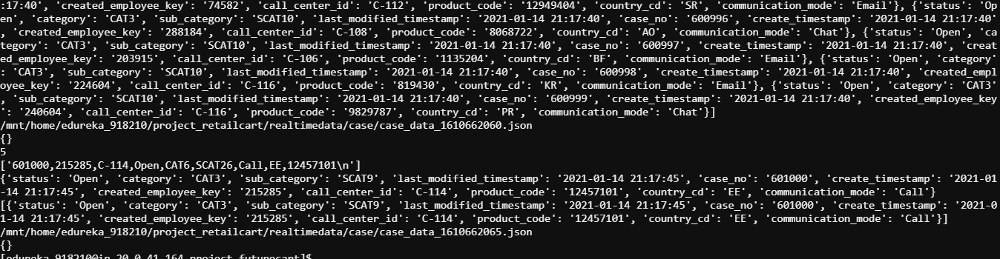 :17:40', 'created_employee_key': '74582', 'call_center_id': 'C-112', 'product_code': '12949404', 'country_cd': 'SR', 'communication_mode': 'Email'}, {'status': 'Op
en', 'category': 'CAT3', 'sub_category': 'SCAT10', 'last_modified_timestamp': '2021-01-14 21:17:40', 'case_no': '600996', 'create_timestamp': '2021-01-14 21:17:40'
, 'created_employee_key': '288184', 'call_center_id': 'C-108', 'product_code': '8068722', 'country_cd': 'AO', 'communication_mode': 'Chat'}, {'status': 'Open', 'ca
tegory': 'CAT3', 'sub_category': 'SCAT10', 'last_modified_timestamp': '2021-01-14 21:17:40', 'case_no': '600997', 'create_timestamp': '2021-01-14 21:17:40', 'creat
ed_employee_key': '203915', 'call_center_id': 'C-106', 'product_code': '1135204', 'country_cd': 'BF', 'communication_mode': 'Email'}, {'status': 'Open', 'category'
: 'CAT3', 'sub_category': 'SCAT10', 'last_modified_timestamp': '2021-01-14 21:17:40', 'case_no': '600998', 'create_timestamp': '2021-01-14 21:17:40', 'created_empl
oyee_key': '224604', 'call_center_id': 'C-116', 'product_code': '819430', 'country_cd': 'KR', 'communication_mode': 'Email'}, {'status': 'Open', 'category': 'CAT3'
, 'sub_category': 'SCAT10', 'last_modified_timestamp': '2021-01-14 21:17:40', 'case_no': '600999', 'create_timestamp': '2021-01-14 21:17:40', 'created_employee_key
': '240604', 'call_center_id': 'C-116', 'product_code': '9829787', 'country_cd': 'PR', 'communication_mode': 'Chat'}]
/mnt/home/edureka_918210/project_retailcart/realtimedata/case/case_data_1610662060.json
{}
5
['601000,215285,C-114,Open,CAT6,SCAT26,Call,EE,12457101\n']
{'status': 'Open', 'category': 'CAT3', 'sub_category': 'SCAT9', 'last_modified_timestamp': '2021-01-14 21:17:45', 'case_no': '601000', 'create_timestamp': '2021-01
-14 21:17:45', 'created_employee_key': '215285', 'call_center_id': 'C-114', 'product_code': '12457101', 'country_cd': 'EE', 'communication_mode': 'Call'}
[{'status': 'Open', 'category': 'CAT3', 'sub_category': 'SCAT9', 'last_modified_timestamp': '2021-01-14 21:17:45', 'case_no': '601000', 'create_timestamp': '2021-0
1-14 21:17:45', 'created_employee_key': '215285', 'call_center_id': 'C-114', 'product_code': '12457101', 'country_cd': 'EE', 'communication_mode': 'Call'}]
/mnt/home/edureka_918210/project_retailcart/realtimedata/case/case_data_1610662065.json
{}
[edureka_918210@ip-20-0-41-164 project_futurecart]$